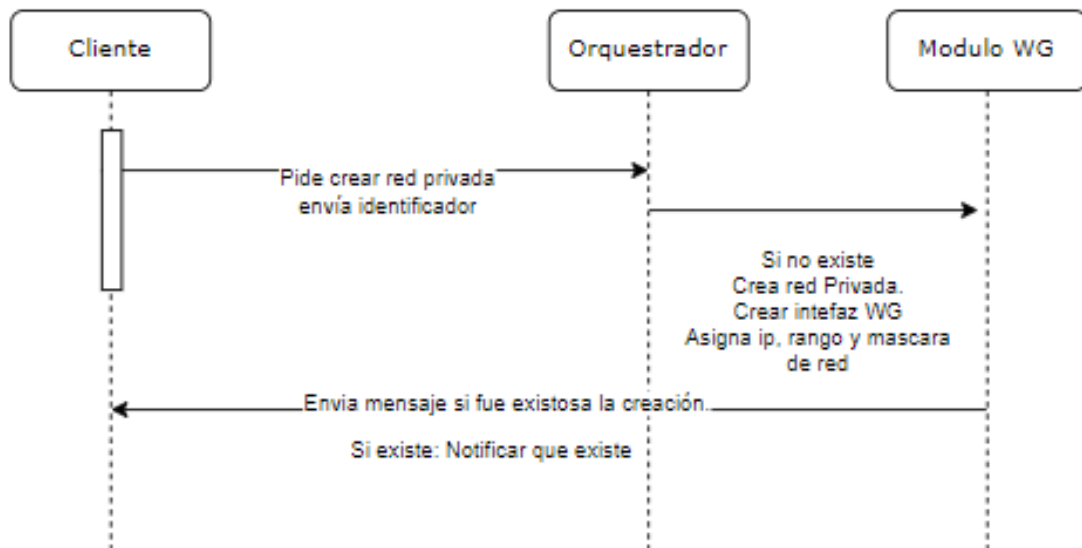 Cliente
Orquestrador
Modulo WG
Pide crear red privada
envía identificador
Si no existe
Crea red Privada.
Crear intefaz WG
Asigna ip, rango y mascara
de red
Envia mensaje si fue existosa la creación.
Si existe: Notificar que existe